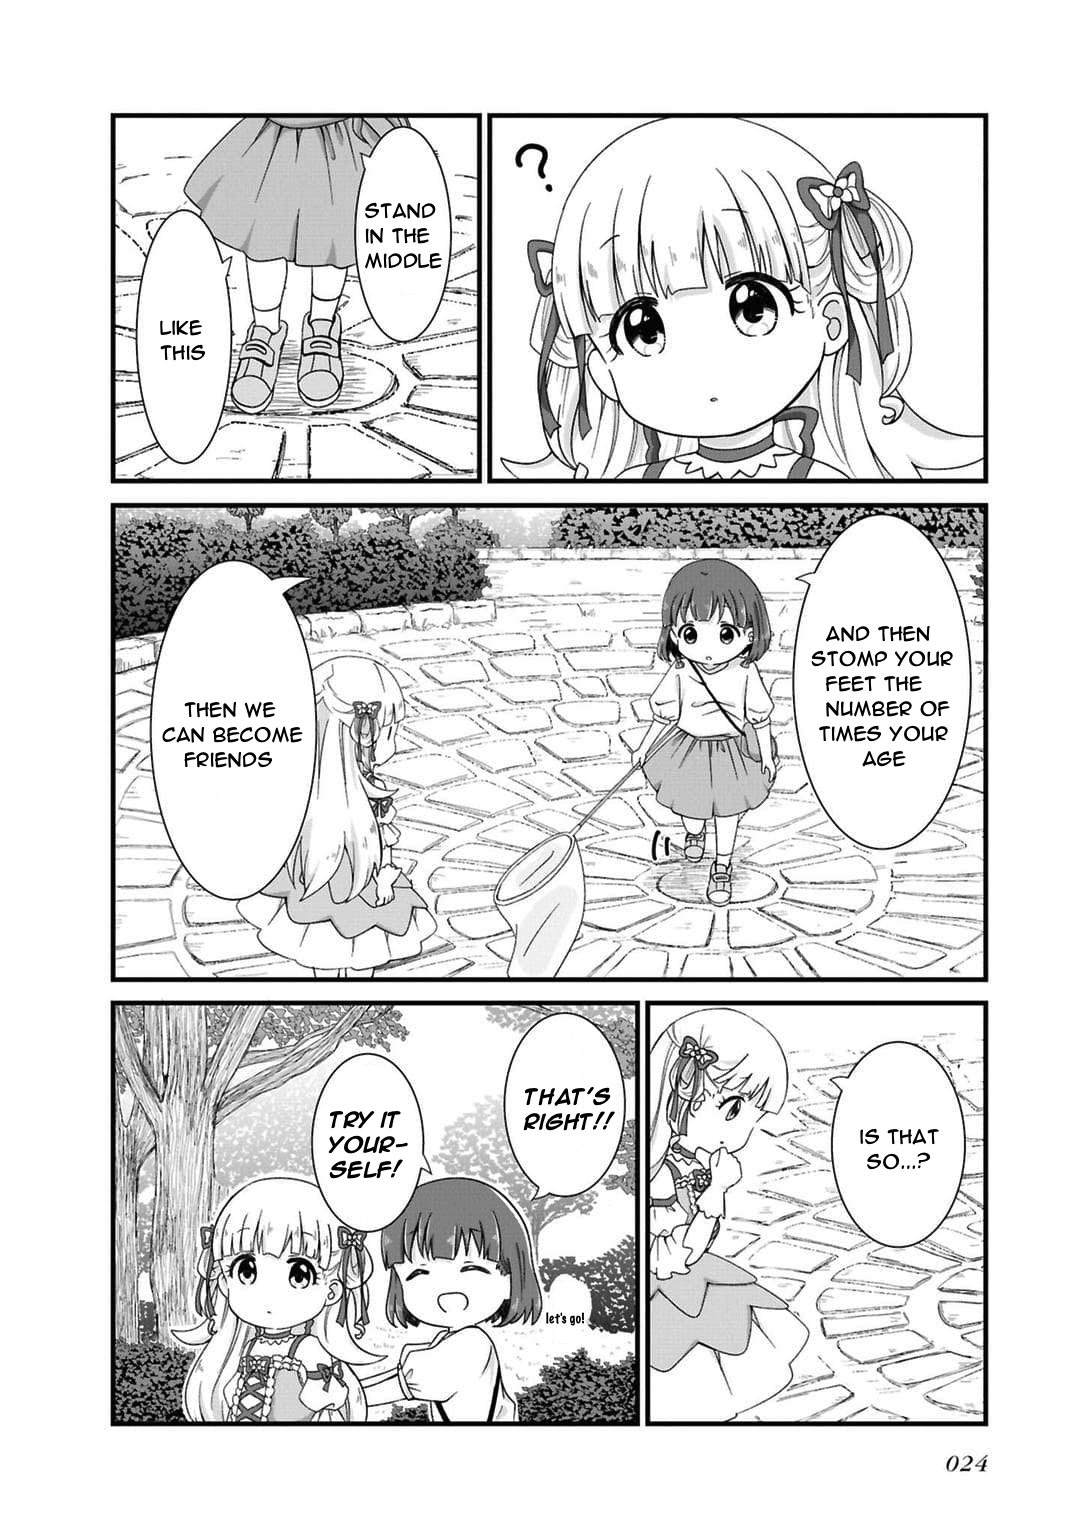 ?
STAND
IN THE
MIDDLE
LIKE
THIS
AND THEN
STOMP YOUR
FEET THE
NUMBER OF
TIMES YOUR
AGE
THEN WE
CAN BECOME
FRIENDS
IS THAT
SO...?
THAT'S
RIGHT!!
TRY IT
YOUR-
SELF!
let's go!
024